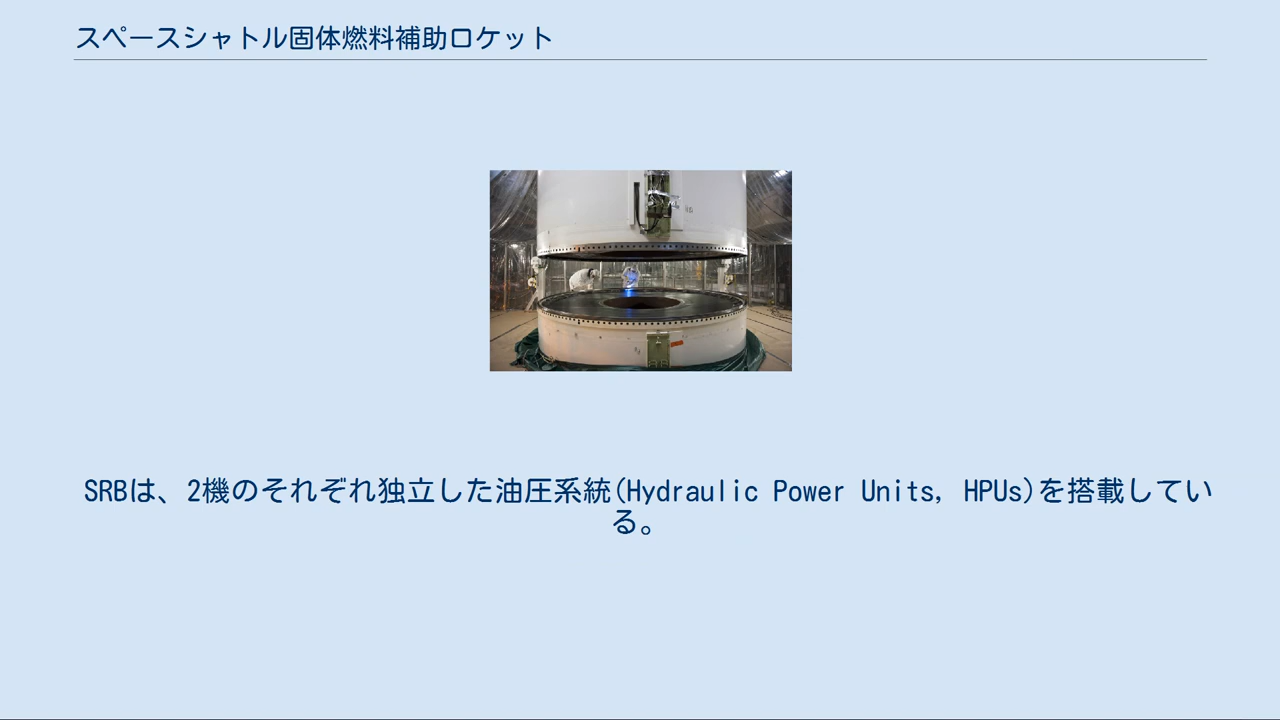 スペースシャトル固体燃料補助ロケット
SRBは、2機のそれぞれ独立した油圧系統(Hydraulic Power Units, HPUs)を搭載してい
る。